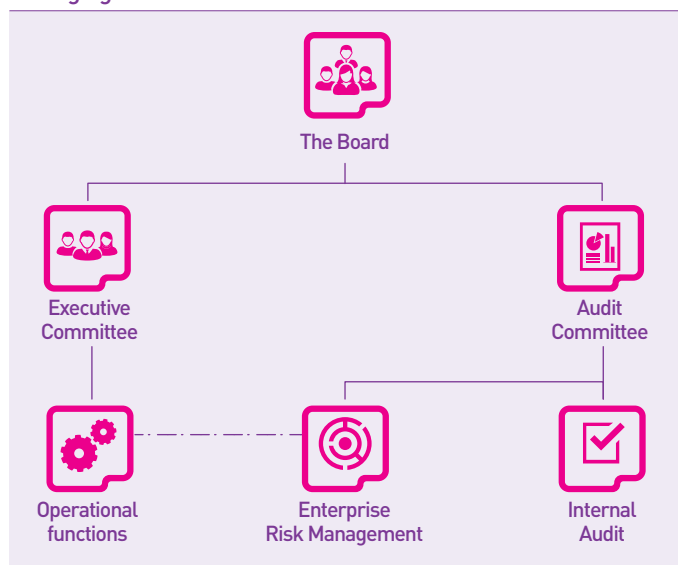 The Board
Executive
Committee
Audit
Committee
Operational
functions
Enterprise
Risk Management
Internal
Audit